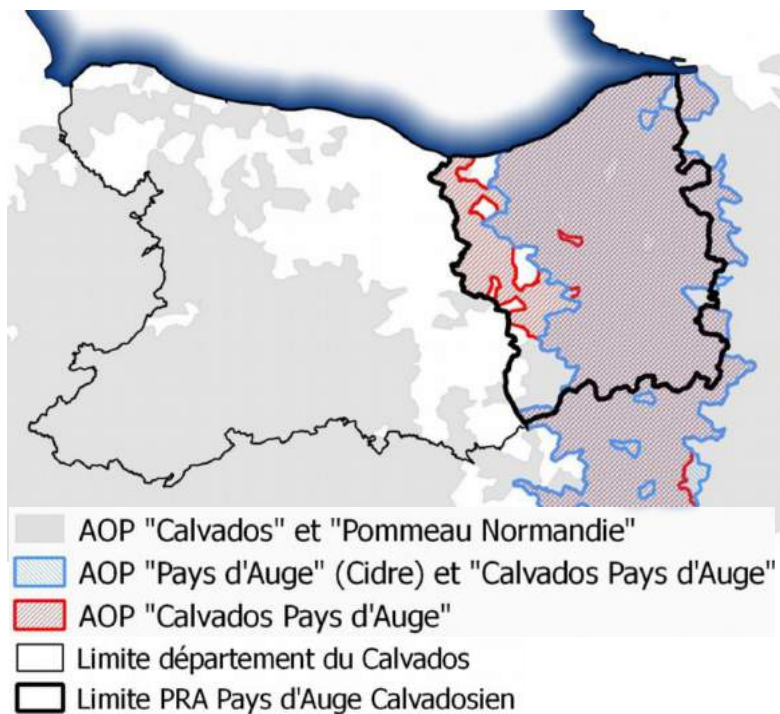 AOP "Calvados" et "Pommeau Normandie"
AOP "Pays d'Auge" (Cidre) et "Calvados Pays d'Auge"
AOP "Calvados Pays d'Auge"
Limite département du Calvados
Limite PRA Pays d'Auge Calvadosien